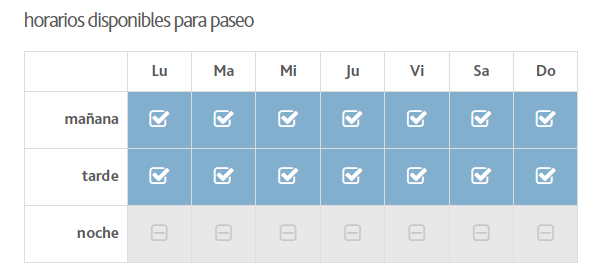 horarios disponibles para paseo
Lu Ma Mi Ju Vi Sa Do
mañana
tarde
noche